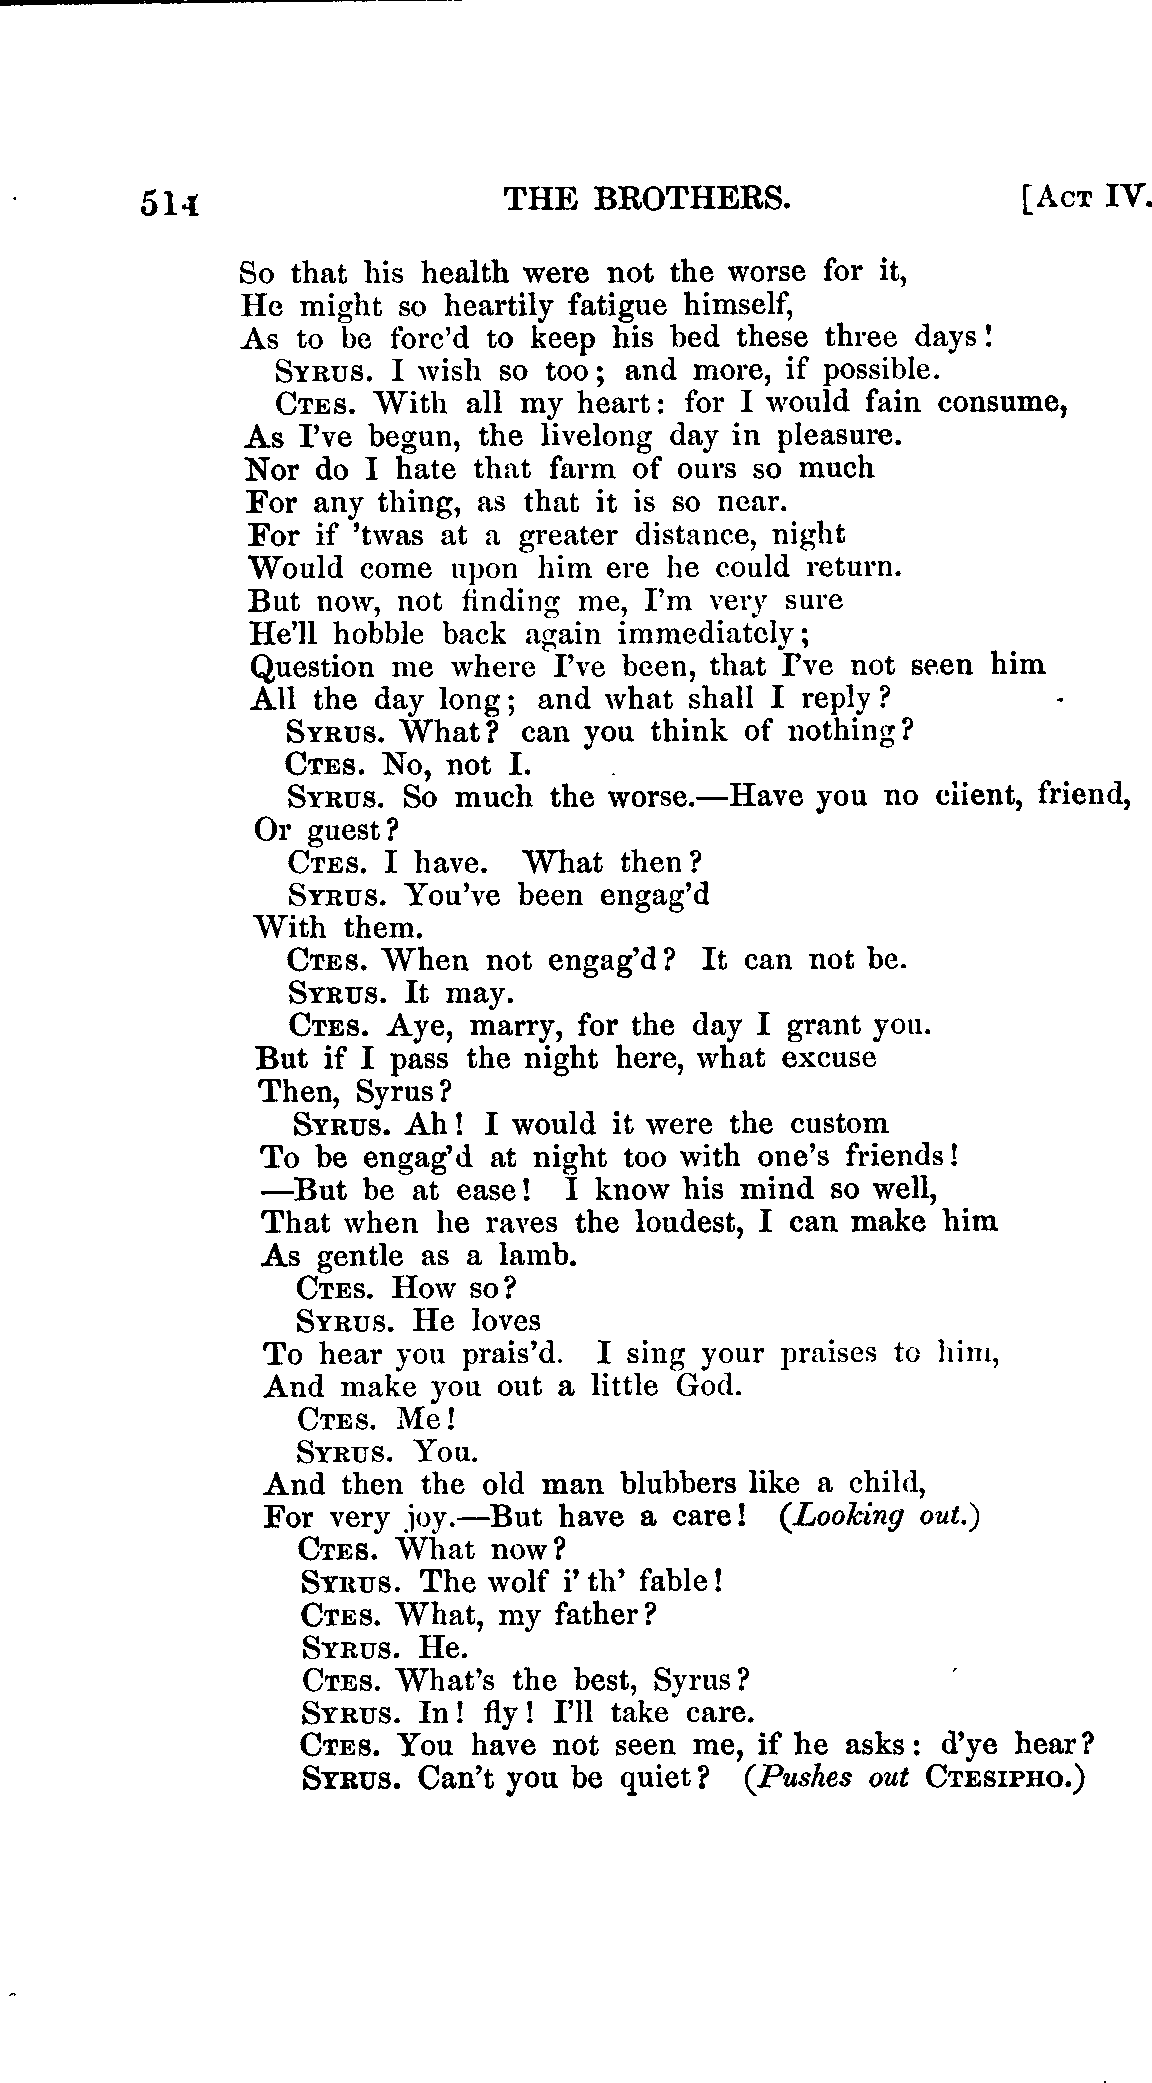 514 THE BROTHERS. [ACT IV.
So that his health were not the worse for it,
He might so heartily fatigue himself,
As to be forc'd to keep his bed these three days!
SYRUS. I wish so too; and more, if possible.
CTES. With all my heart: for I would fain consume,
As I've begun, the livelong day in pleasure.
Nor do I hate that farm of ours so much
For any thing, as that it is so near.
For if 'twas at a greater distance, night
Would come upon him ere he could return.
But now, not finding me, I'm very sure
He'll hobble back again immediately;
Question me where I've been, that I've not seen him
All the day long; and what shall I reply?
SYRUS. What? can you think of nothing?
CTES. No, not I.
SYRUS. So much the worse.—Have you no client, friend,
Or guest?
CTES. I have. What then?
SYRUS. You've been engag'd
With them.
CTES. When not engag'd? It can not be.
SYRUS. It may.
CTES. Aye, marry, for the day I grant you.
But if I pass the night here, what excuse
Then, Syrus?
SYRUS. Ah! I would it were the custom
To be engag'd at night too with one's friends!
—But be at ease! I know his mind so well,
That when he raves the loudest, I can make him
As gentle as a lamb.
CTES. How so?
SYRUS. He loves
To hear you prais'd. I sing your praises to him,
And make you out a little God.
CTES. Me!
SYRUS. You.
And then the old man blubbers like a child,
For very joy.—But have a care! (Looking out.)
CTES. What now?
SYRUS. The wolf i' th' fable!
CTES. What, my father?
SYRUS. He.
CTES. What's the best, Syrus?
SYRUS. In! fly! I'll take care.
CTES. You have not seen me, if he asks: d'ye hear?
SYRUS. Can't you be quiet? (Pushes out CTESIPHO.)